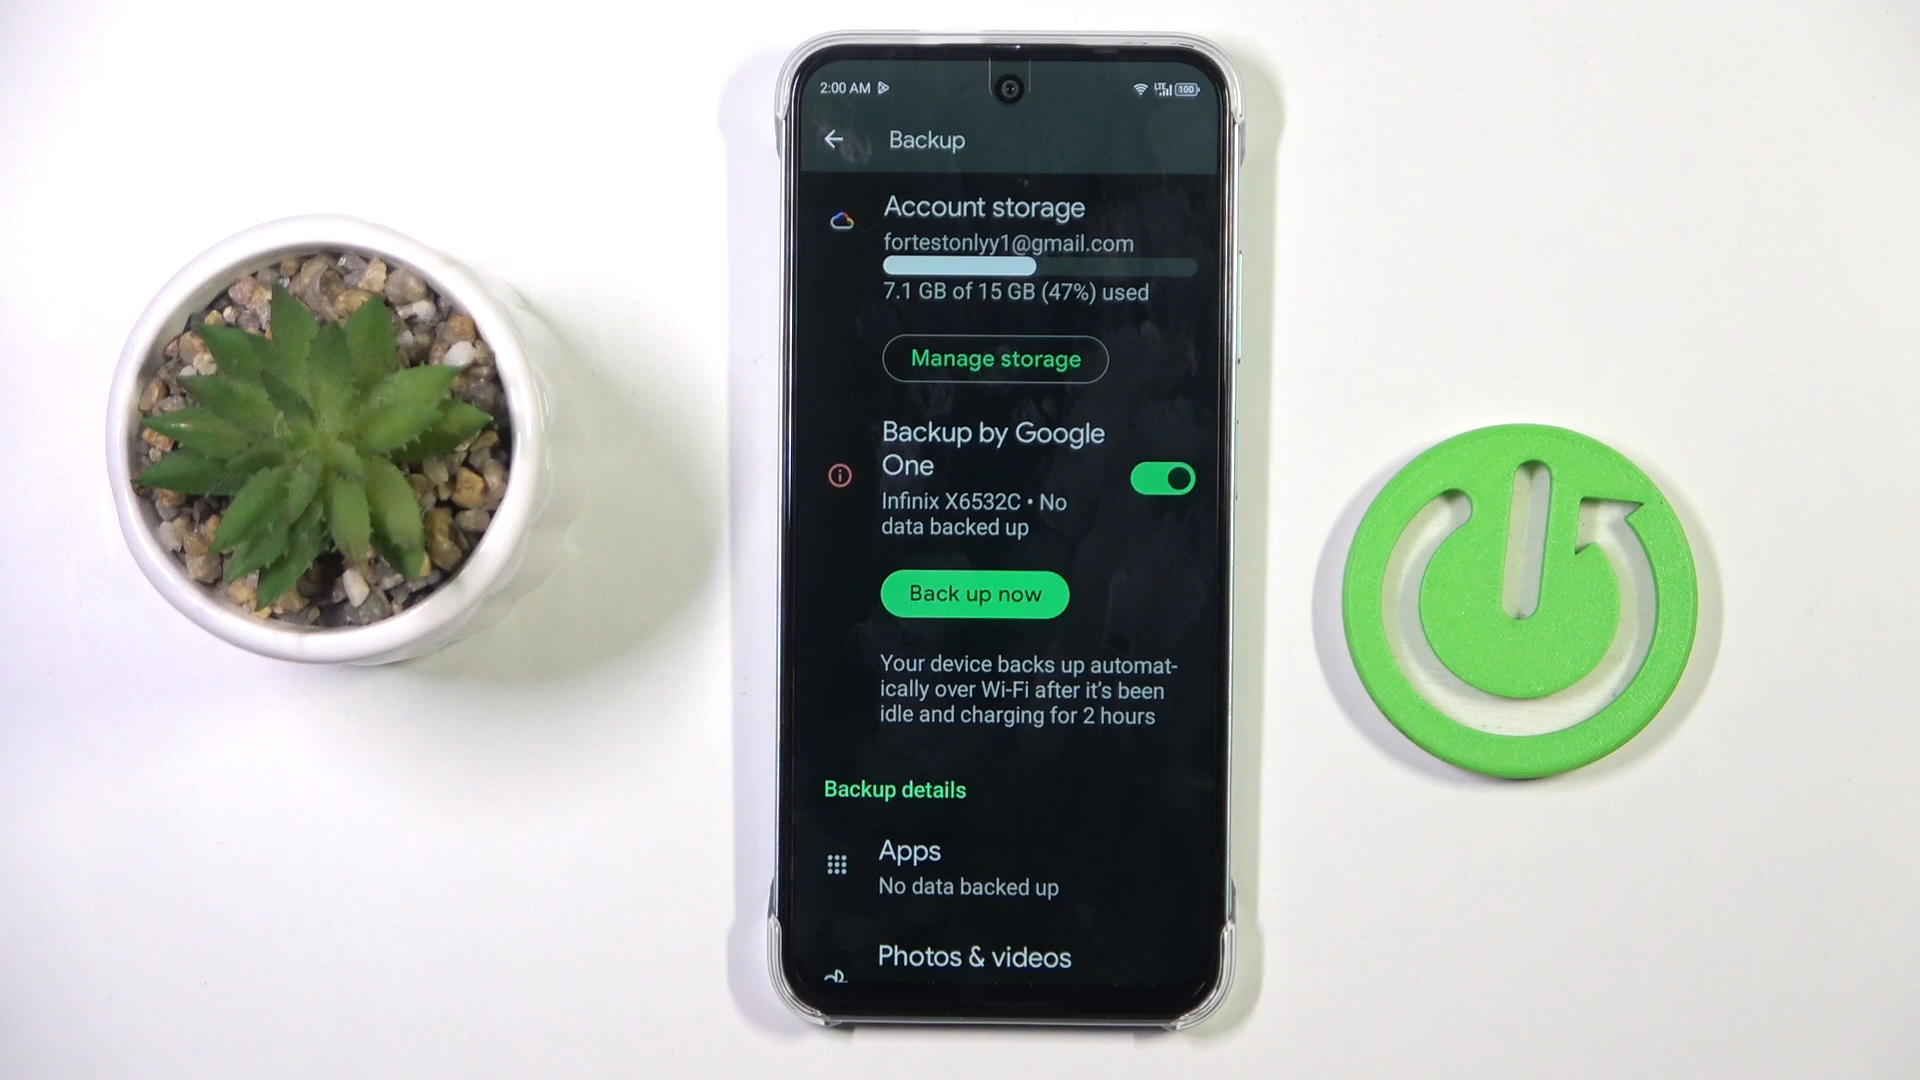 2:00 AM
LTE
100
Backup
Account storage
fortestonlyy1@gmail.com
7.1 GB of 15 GB (47%) used
Manage storage
Backup by Google
One
Infinix X6532C • No
data backed up
Back up now
Your device backs up automat-
ically over Wi-Fi after it's been
idle and charging for 2 hours
Backup details
Apps
No data backed up
Photos & videos